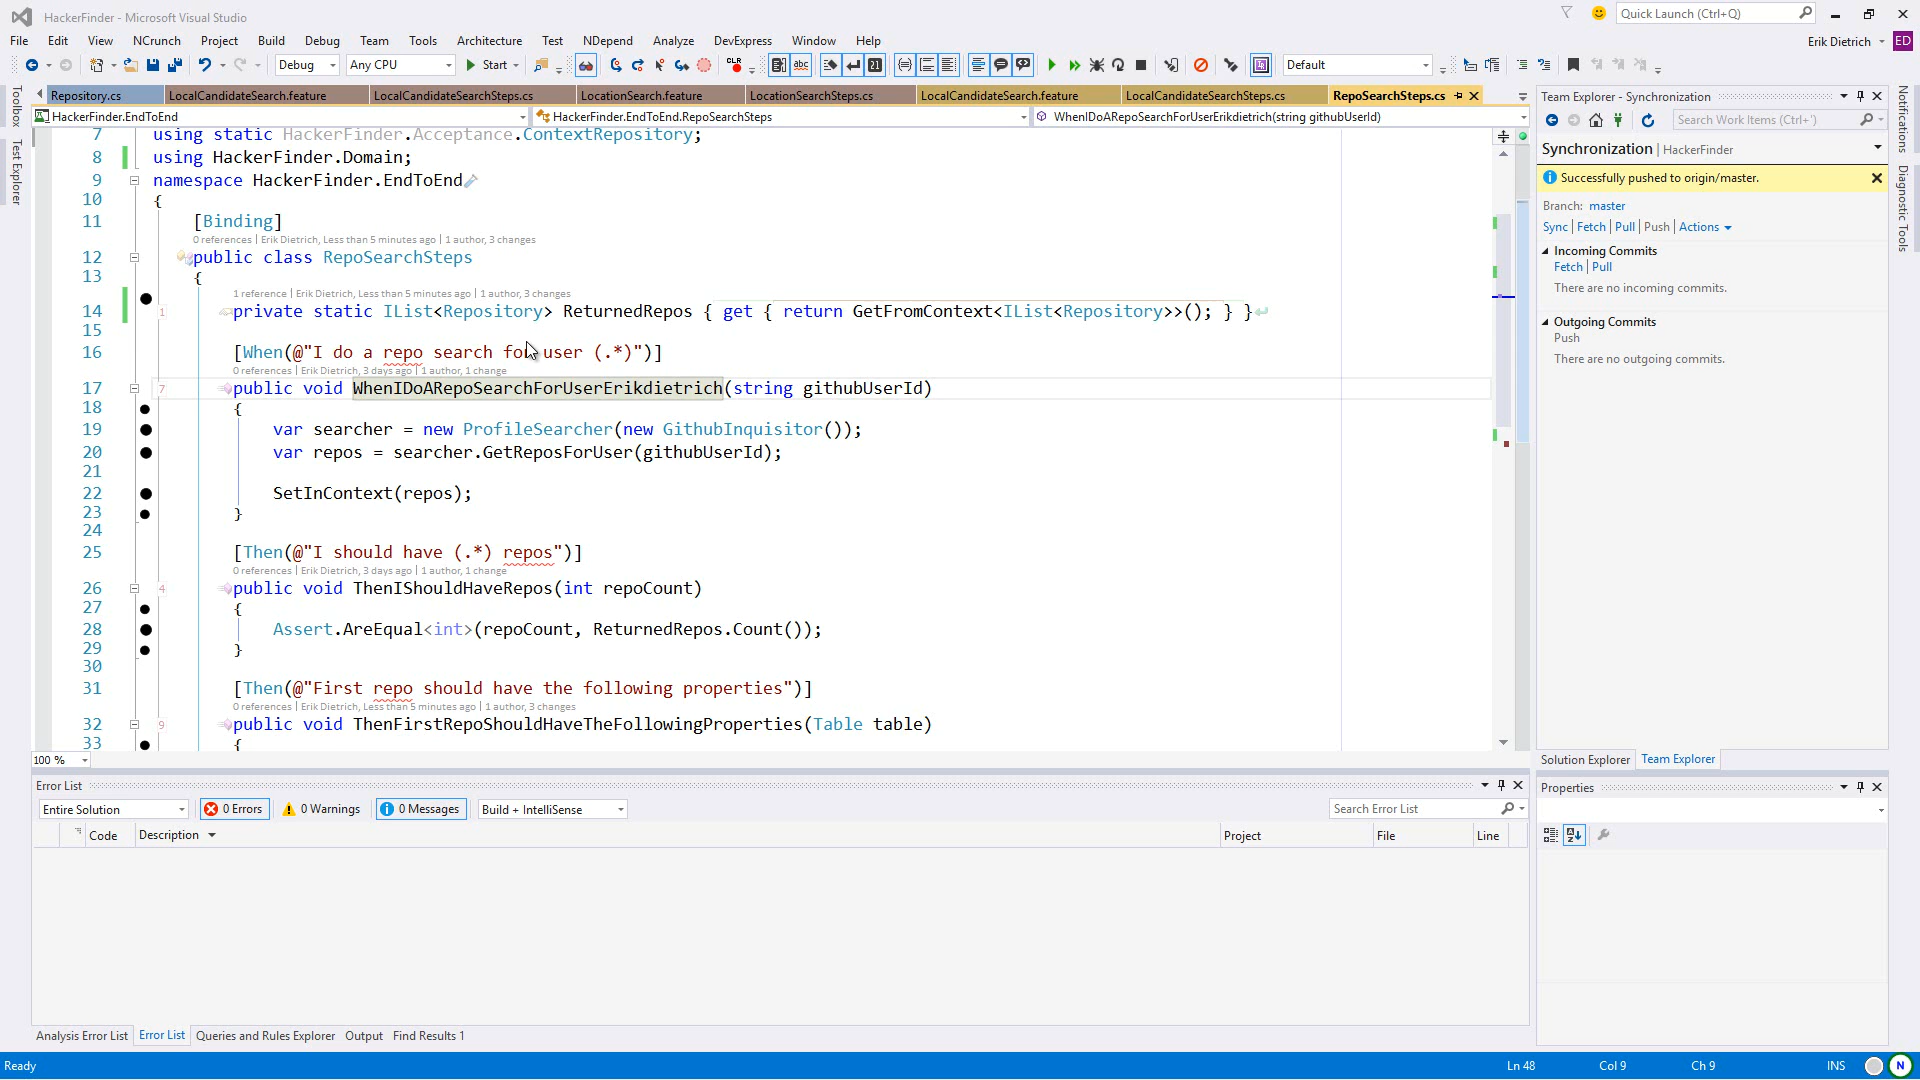 HackerFinder - Microsoft Visual Studio
Quick Launch (Ctrl+Q)
File Edit View NCrunch Project Build Debug Team Tools Architecture Test NDepend Analyze DevExpress Window Help
Erik Dietrich ED
Debug Any CPU Start CLR Default
Repository.cs LocalCandidateSearch.feature LocalCandidateSearchSteps.cs LocationSearch.feature LocationSearchSteps.cs LocalCandidateSearch.feature LocalCandidateSearchSteps.cs RepoSearchSteps.cs
HackerFinder.EndToEnd HackerFinder.EndToEnd.RepoSearchSteps WhenIDoARepoSearchForUserErikdietrich(string githubUserId)
Toolbox
Test Explorer
7 using static HackerFinder.Acceptance.ContextRepository;
8 using HackerFinder.Domain;
9 namespace HackerFinder.EndToEnd
10 {
11 [Binding]
0 references | Erik Dietrich, Less than 5 minutes ago | 1 author, 3 changes
12 public class RepoSearchSteps
13 {
1 reference | Erik Dietrich, Less than 5 minutes ago | 1 author, 3 changes
14 1 private static IList<Repository> ReturnedRepos { get { return GetFromContext<IList<Repository>>(); } }
15
16 [When(@"I do a repo search for user (.*)")]
0 references | Erik Dietrich, 3 days ago | 1 author, 1 change
17 7 public void WhenIDoARepoSearchForUserErikdietrich(string githubUserId)
18 {
19 var searcher = new ProfileSearcher(new GithubInquisitor());
20 var repos = searcher.GetReposForUser(githubUserId);
21
22 SetInContext(repos);
23 }
24
25 [Then(@"I should have (.*) repos")]
0 references | Erik Dietrich, 3 days ago | 1 author, 1 change
26 4 public void ThenIShouldHaveRepos(int repoCount)
27 {
28 Assert.AreEqual<int>(repoCount, ReturnedRepos.Count());
29 }
30
31 [Then(@"First repo should have the following properties")]
0 references | Erik Dietrich, Less than 5 minutes ago | 1 author, 3 changes
32 9 public void ThenFirstRepoShouldHaveTheFollowingProperties(Table table)
33 {
100 %
Team Explorer - Synchronization
Search Work Items (Ctrl+')
Synchronization | HackerFinder
Successfully pushed to origin/master.
Branch: master
Sync | Fetch | Pull | Push | Actions
Incoming Commits
Fetch | Pull
There are no incoming commits.
Outgoing Commits
Push
There are no outgoing commits.
Solution Explorer Team Explorer
Notifications
Diagnostic Tools
Properties
Error List
Entire Solution 0 Errors 0 Warnings 0 Messages Build + IntelliSense Search Error List
Code Description Project File Line
Analysis Error List Error List Queries and Rules Explorer Output Find Results 1
Ready Ln 48 Col 9 Ch 9 INS N